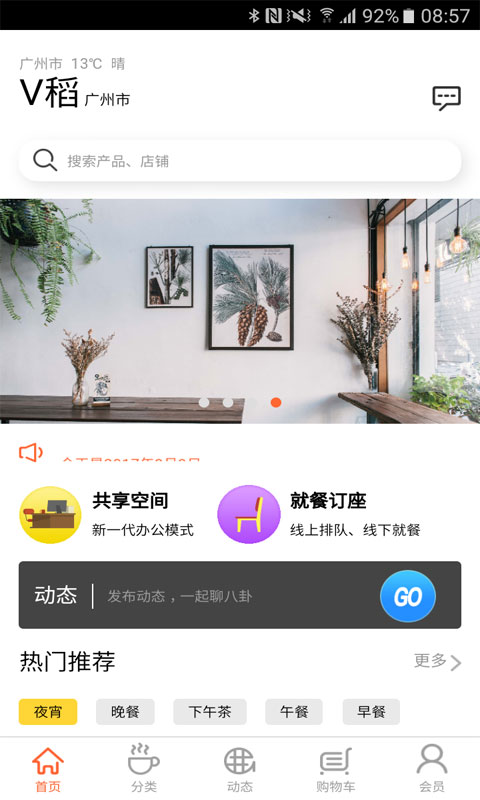 92% 08:57
广州市 13℃ 晴
V稻 广州市
搜索产品、店铺
共享空间
新一代办公模式
就餐订座
线上排队、线下就餐
动态 发布动态，一起聊八卦 GO
热门推荐 更多
夜宵 晚餐 下午茶 午餐 早餐
首页 分类 动态 购物车 会员